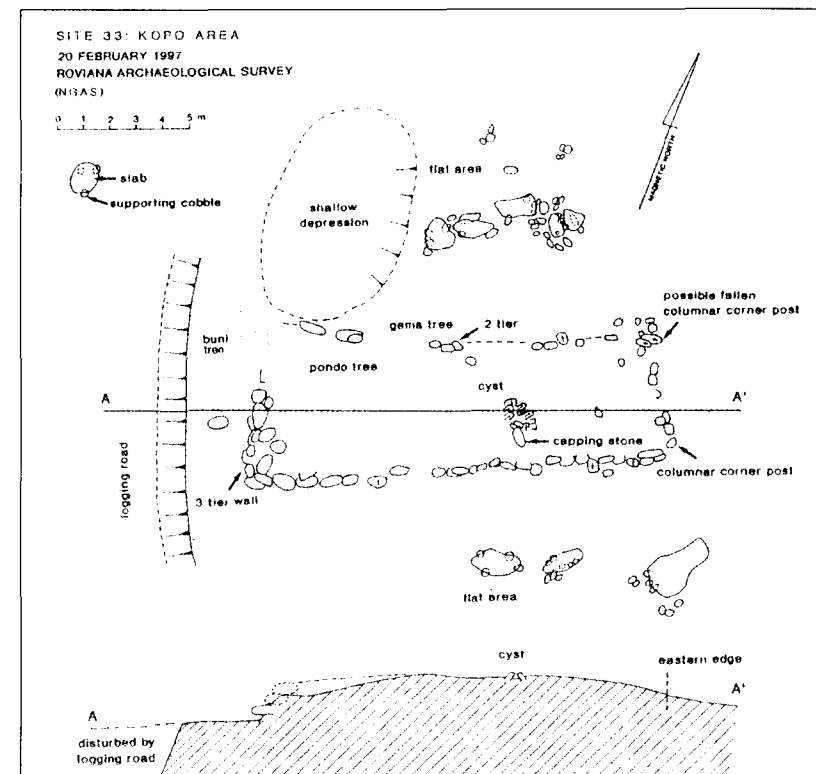 SITE 33: KOPO AREA
20 FEBRUARY 1997
ROVIANA ARCHAEOLOGICAL SURVEY
(NGAS)
0 1 2 3 4 5 m
slab
supporting cobble
MAGNETIC NORTH
flat area
shallow
depression
possible fallen
columnar corner post
gema tree
2 tier
buni
tree
pondo tree
cyst
A
A'
capping stone
columnar corner post
3 tier wall
logging road
flat area
cyst
eastern edge
A
A'
disturbed by
logging road